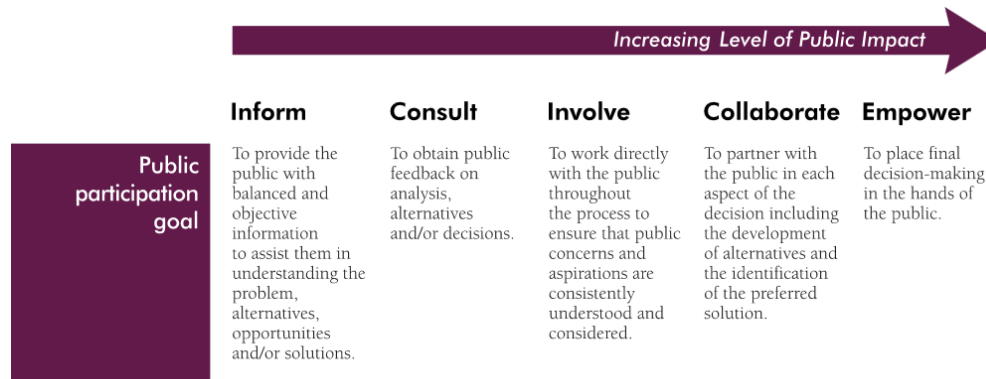 Increasing Level of Public Impact
Inform
Consult
Involve
Collaborate
Empower
Public
participation
goal
To provide the
public with
balanced and
objective
information
to assist them in
understanding the
problem,
alternatives,
opportunities
and/or solutions.
To obtain public
feedback on
analysis,
alternatives
and/or decisions.
To work directly
with the public
throughout
the process to
ensure that public
concerns and
aspirations are
consistently
understood and
considered.
To partner with
the public in each
aspect of the
decision including
the development
of alternatives and
the identification
of the preferred
solution.
To place final
decision-making
in the hands of
the public.